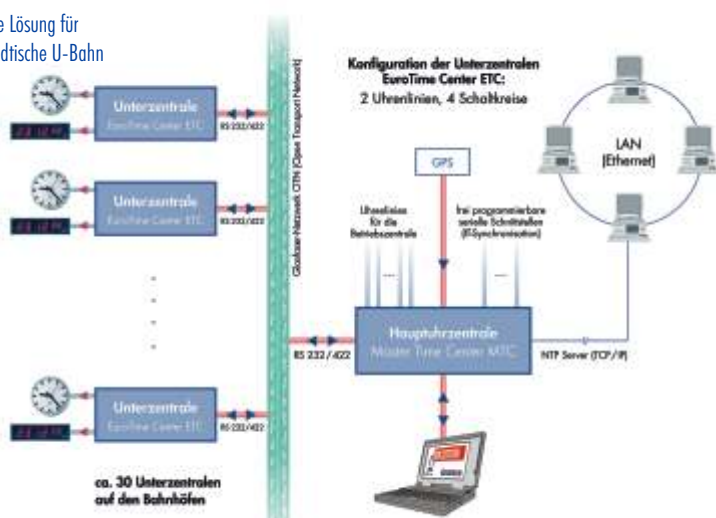 e Lösung für
dtische U-Bahn
Konfiguration der Unterzentralen
EuroTime Center ETC:
2 Uhrenlinien, 4 Schaltkreise
Unterzentrale
EuroTime Center ETC
RS 232/422
Unterzentrale
EuroTime Center ETC
RS 232/422
Glasfaser-Netzwerk OTN (Open Transport Network)
GPS
LAN
(Ethernet)
Uhrenlinien
für die
Betriebszentrale
frei programmierbare
serielle Schnittstellen
(IT-Synchronisation)
Hauptuhrzentrale
Master Time Center MTC
RS 232/422
NTP Server (TCP/IP)
Unterzentrale
EuroTime Center ETC
RS 232/422
ca. 30 Unterzentralen
auf den Bahnhöfen